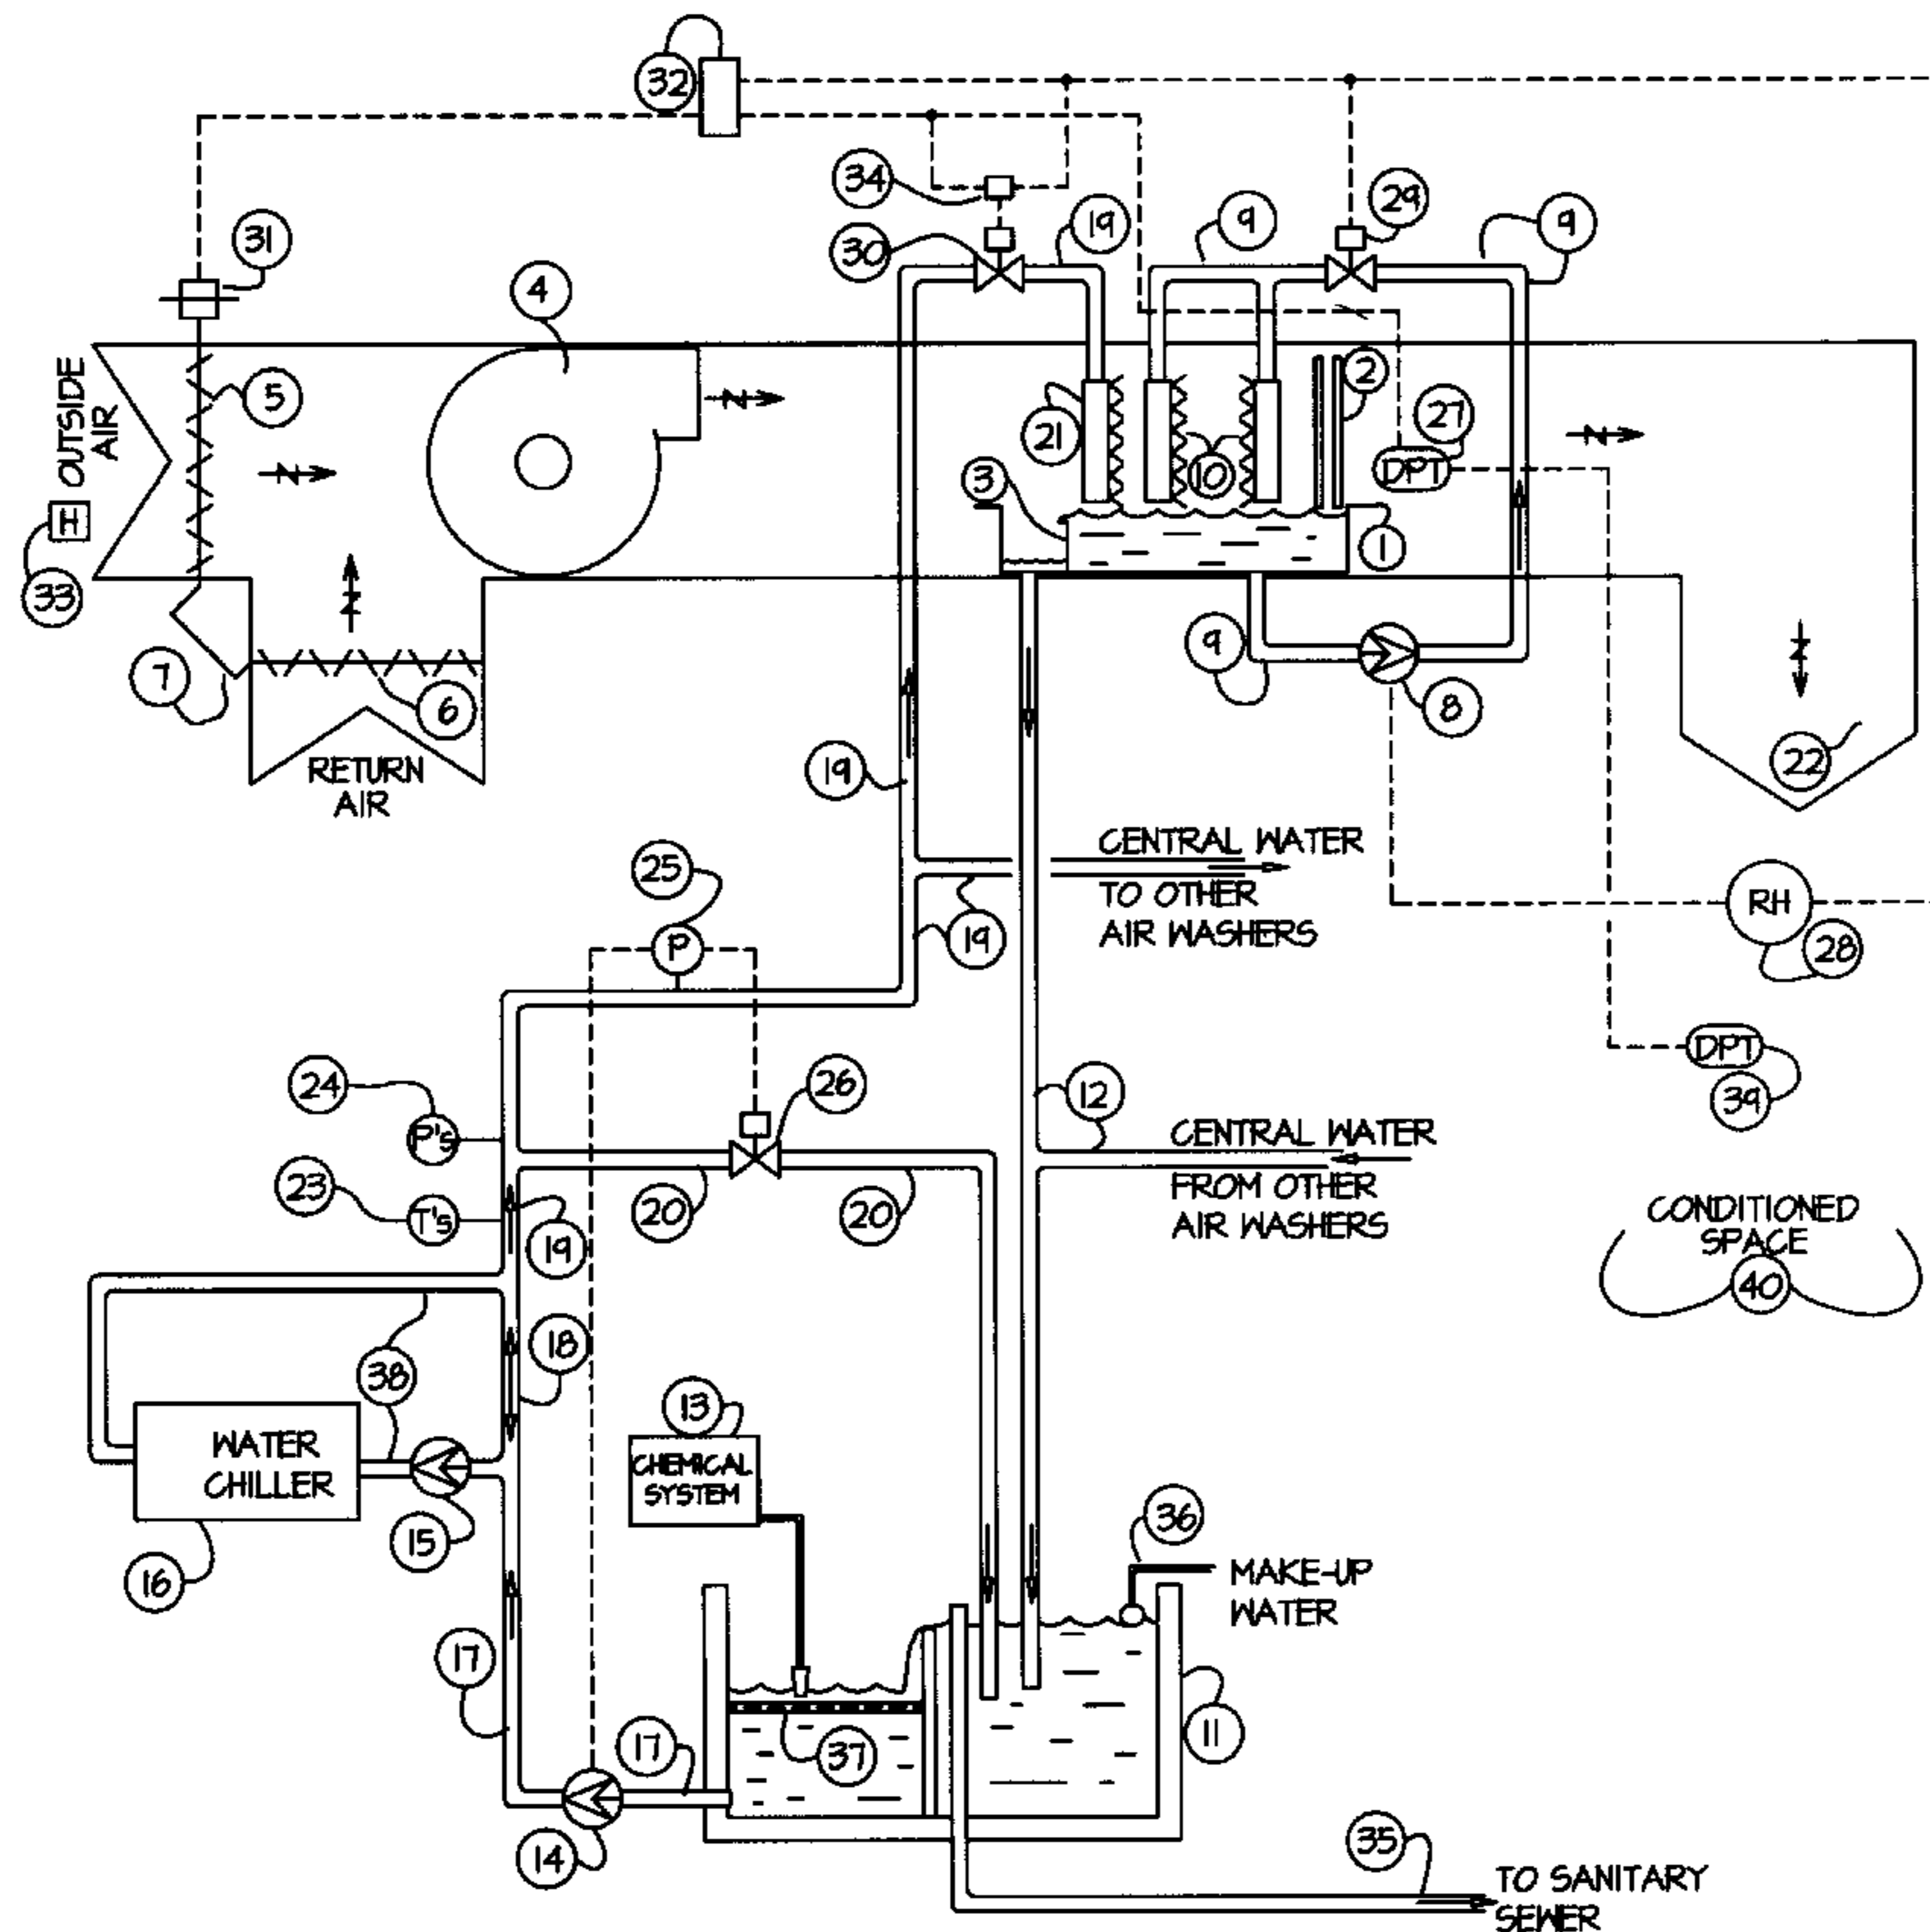 32
34
30
19
9
29
9
31
4
5
OUTSIDE
AIR
H
33
21
3
10
2
27
DPT
1
7
6
RETURN
AIR
9
8
22
19
25
P
19
CENTRAL WATER
TO OTHER
AIR WASHERS
RH
28
DPT
39
24
P's
26
12
23
T's
19
20
20
CENTRAL WATER
FROM OTHER
AIR WASHERS
CONDITIONED
SPACE
40
18
38
WATER
CHILLER
16
15
13
CHEMICAL
SYSTEM
36
MAKE-UP
WATER
17
17
37
11
14
35
TO SANITARY
SEWER